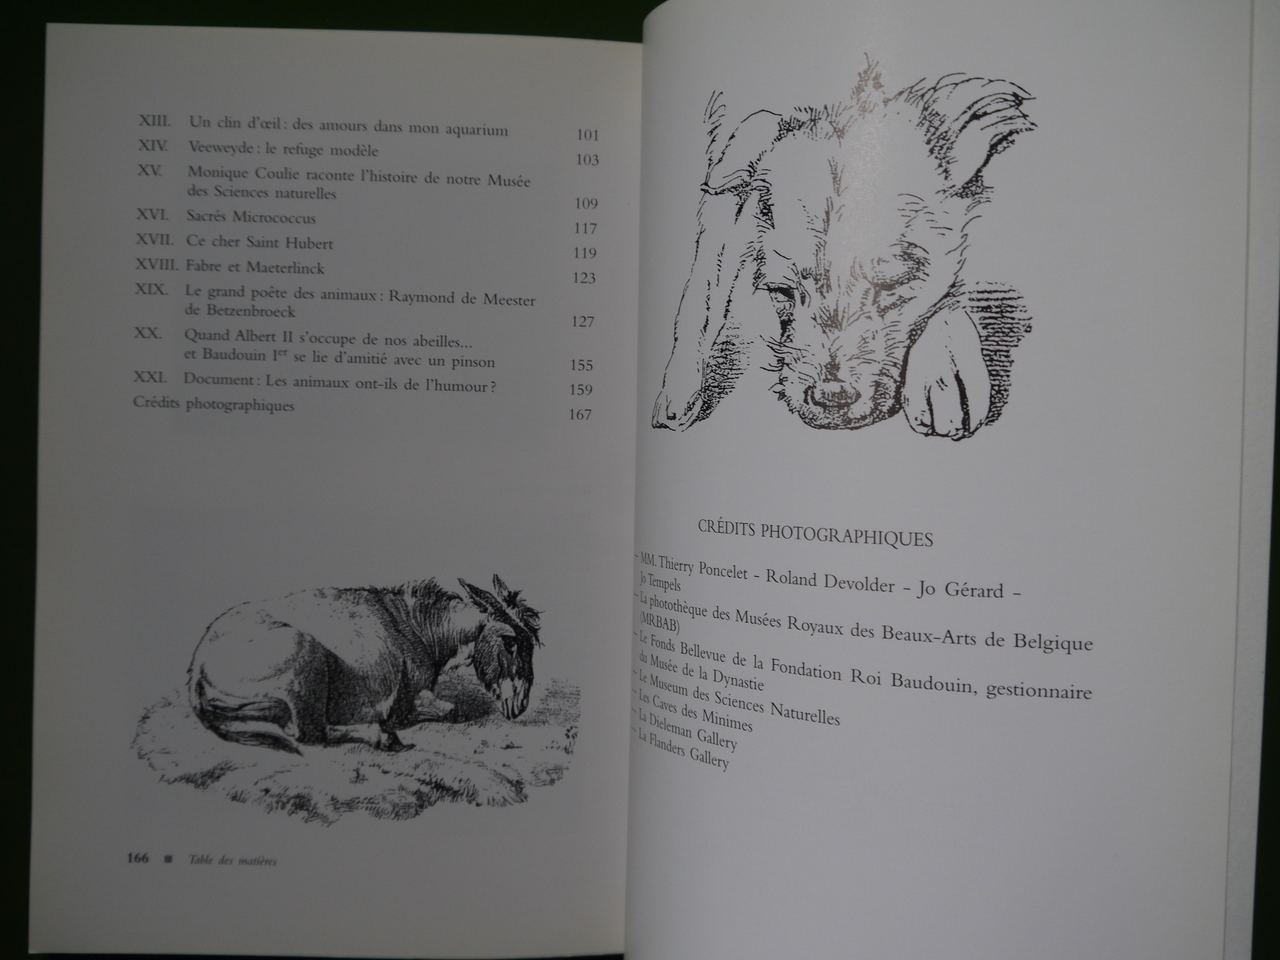 XIII. Un clin d'œil : des amours dans mon aquarium 101
XIV. Veeweyde : le refuge modèle 103
XV. Monique Coulie raconte l'histoire de notre Musée
des Sciences naturelles 109
XVI. Sacrés Micrococcus 117
XVII. Ce cher Saint Hubert 119
XVIII. Fabre et Maeterlinck 123
XIX. Le grand poête des animaux : Raymond de Meester
de Betzenbroeck 127
XX. Quand Albert II s'occupe de nos abeilles...
et Baudouin Ier se lie d'amitié avec un pinson 155
XXI. Document : Les animaux ont-ils de l'humour ? 159
Crédits photographiques 167
166 ■ Table des matières
CRÉDITS PHOTOGRAPHIQUES
– MM. Thierry Poncelet – Roland Devolder – Jo Gérard –
Jo Tempels
– La photothèque des Musées Royaux des Beaux-Arts de Belgique
(MRBAB)
– Le Fonds Bellevue de la Fondation Roi Baudouin, gestionnaire
du Musée de la Dynastie
– Le Museum des Sciences Naturelles
– Les Caves des Minimes
– La Dieleman Gallery
– La Flanders Gallery